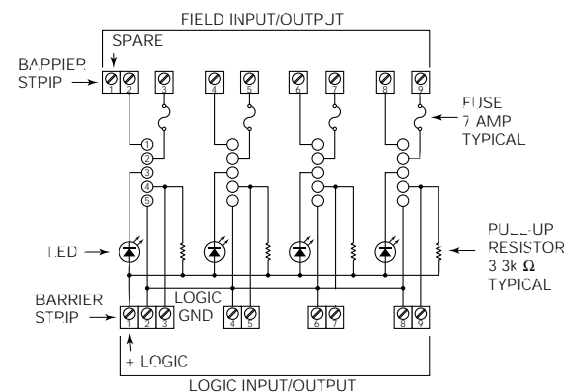 FIELD INPUT/OUTPUT
SPARE
BARRIER
STRIP
1 2 3 4 5 6 7 8 9
FUSE
7 AMP
TYPICAL
1
2
3
4
5
LED
PULL-UP
RESISTOR
3.3k Ω
TYPICAL
BARRIER
STRIP
LOGIC
GND
1 2 3 4 5 6 7 8 9
+ LOGIC
LOGIC INPUT/OUTPUT